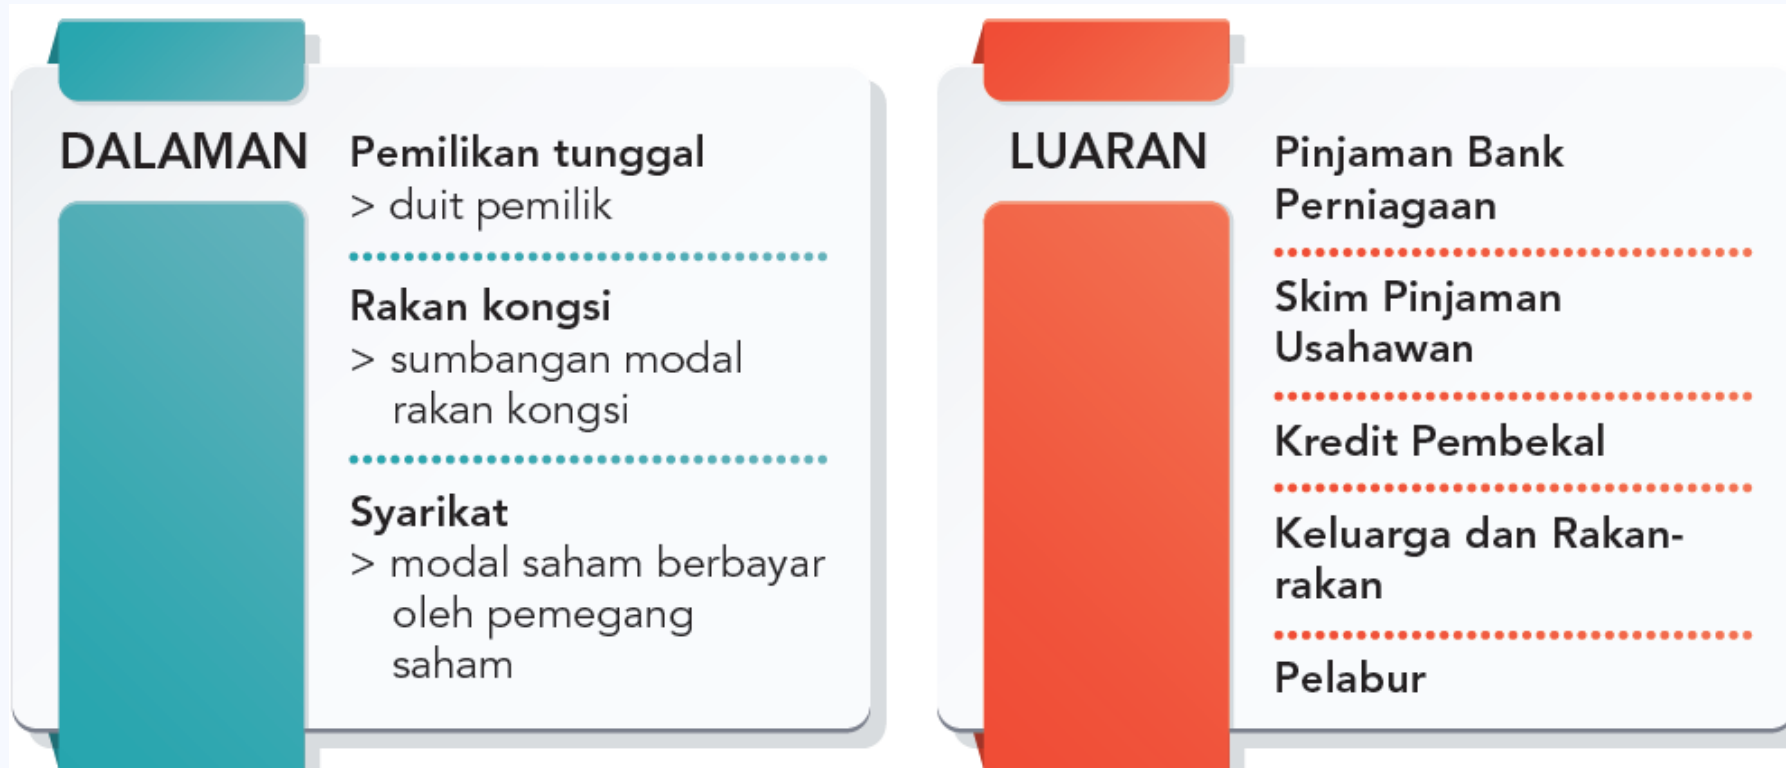 DALAMAN
Pemilikan tunggal
> duit pemilik
Rakan kongsi
> sumbangan modal
rakan kongsi
Syarikat
> modal saham berbayar
oleh pemegang
saham
LUARAN
Pinjaman Bank
Perniagaan
Skim Pinjaman
Usahawan
Kredit Pembekal
Keluarga dan Rakan-
rakan
Pelabur